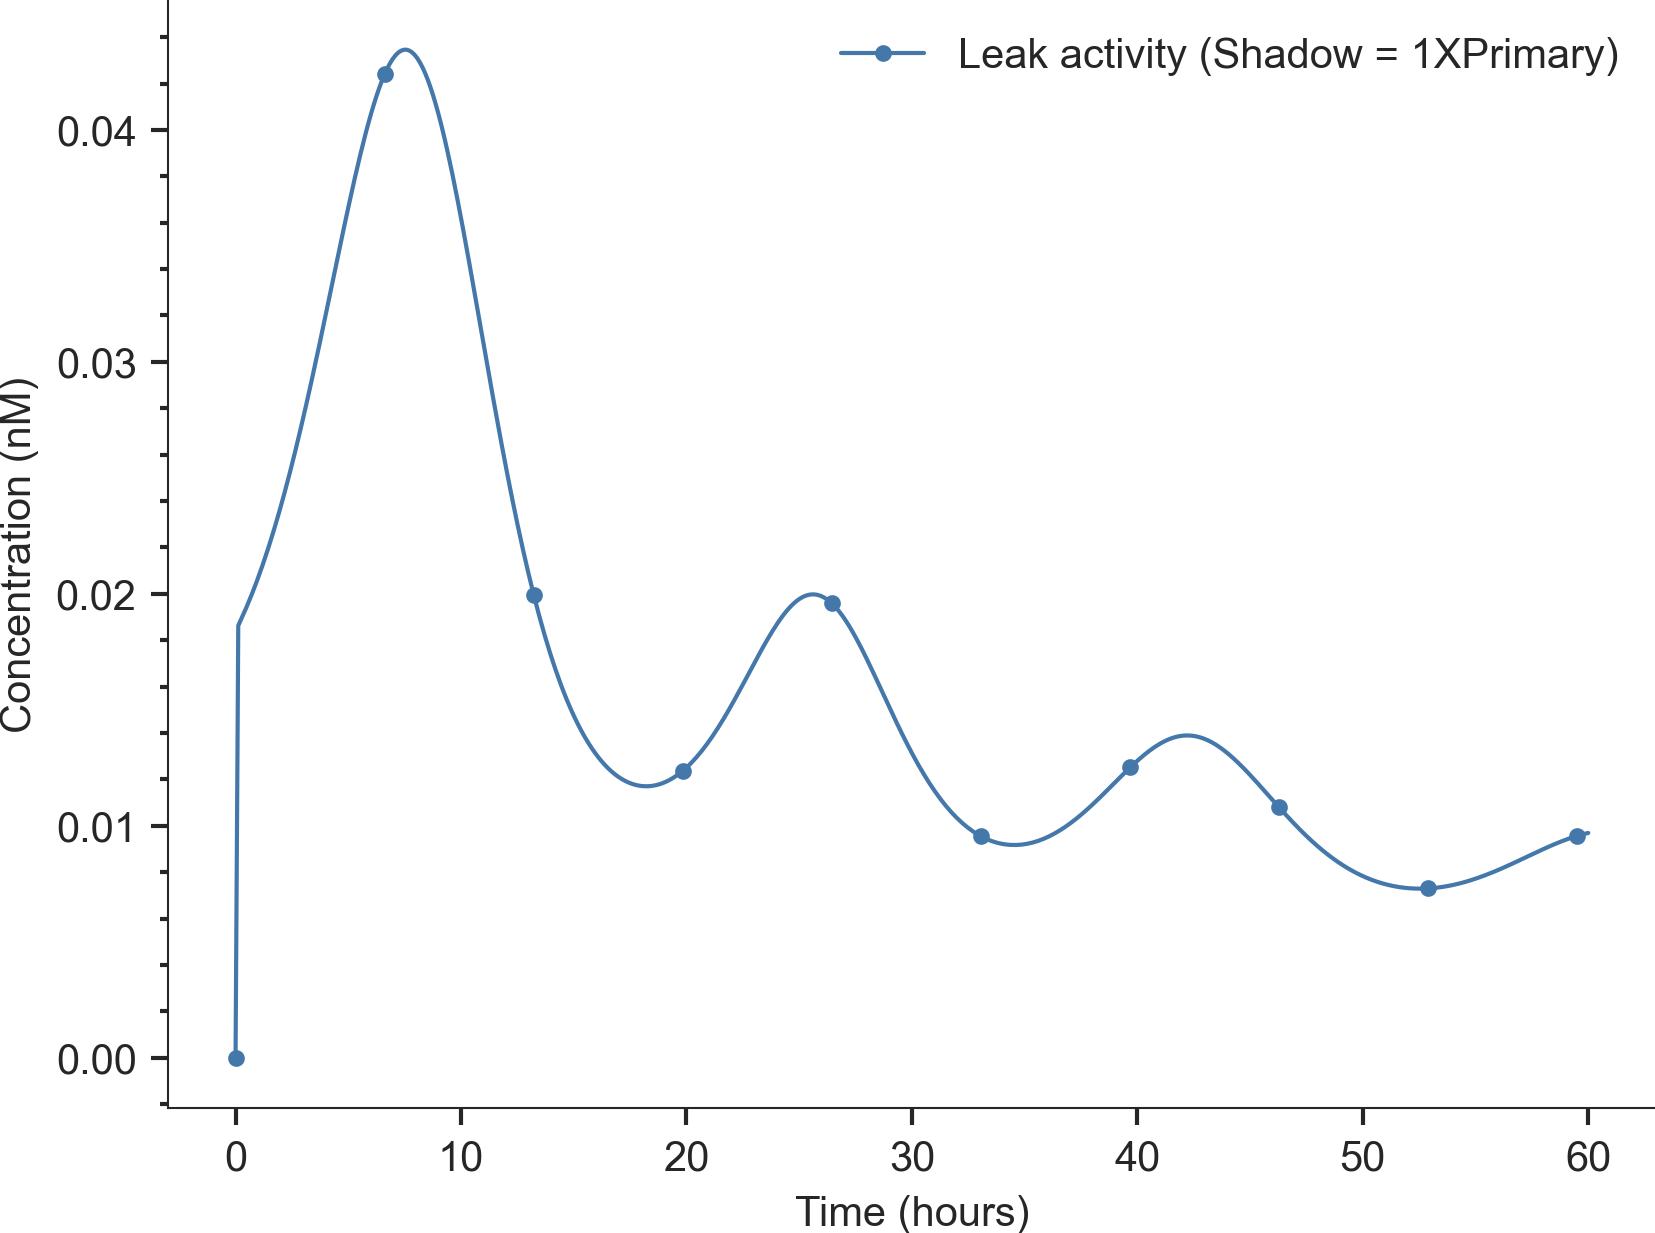 Leak activity (Shadow = 1XPrimary)
Concentration (nM)
0.04
0.03
0.02
0.01
0.00
0 10 20 30 40 50 60
Time (hours)